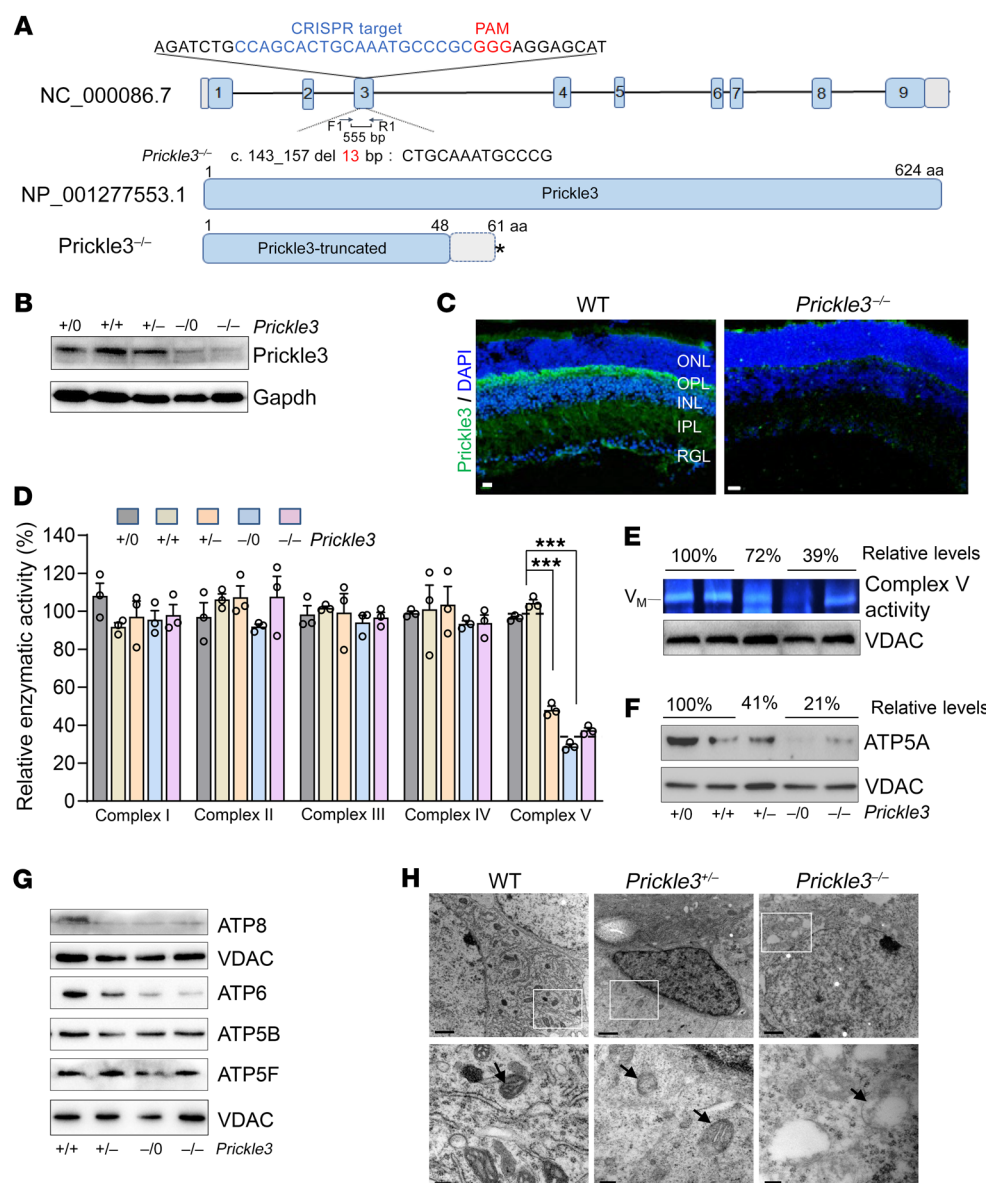 A
CRISPR target PAM
AGATCTGCCAGCACTGCAAATGCCCGCGGGAGGAGCAT
NC_000086.7
1 2 3 4 5 6 7 8 9
F1 R1
555 bp
Prickle3–/– c. 143_157 del 13 bp : CTGCAAATGCCCG
1 624 aa
NP_001277553.1 Prickle3
1 48 61 aa
Prickle3–/– Prickle3-truncated *
B
+/0 +/+ +/– –/0 –/– Prickle3
Prickle3
Gapdh
C
WT Prickle3–/–
Prickle3 / DAPI
ONL
OPL
INL
IPL
RGL
D
+/0 +/+ +/– –/0 –/– Prickle3
Relative enzymatic activity (%)
140
120
100
80
60
40
20
0
***
***
Complex I Complex II Complex III Complex IV Complex V
E
100% 72% 39% Relative levels
VM
Complex V
activity
VDAC
F
100% 41% 21% Relative levels
ATP5A
VDAC
+/0 +/+ +/– –/0 –/– Prickle3
G
ATP8
VDAC
ATP6
ATP5B
ATP5F
VDAC
+/+ +/– –/0 –/– Prickle3
H
WT Prickle3+/– Prickle3–/–